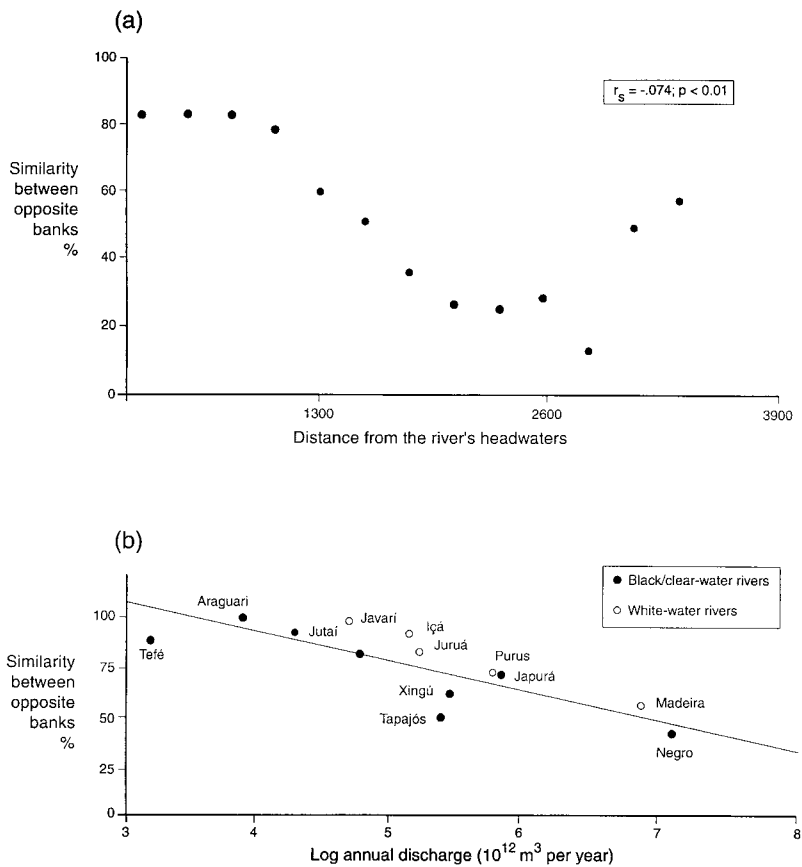 (a)
100
80
60
40
20
0
Similarity
between
opposite
banks
%
r_s = -.074; p < 0.01
1300
2600
3900
Distance from the river's headwaters
(b)
Black/clear-water rivers
White-water rivers
100
75
50
25
0
Similarity
between
opposite
banks
%
Araguari
Tefé
Jutaí
Javarí
Içá
Juruá
Purus
Japurá
Xingú
Tapajós
Madeira
Negro
3
4
5
6
7
8
Log annual discharge (10¹² m³ per year)